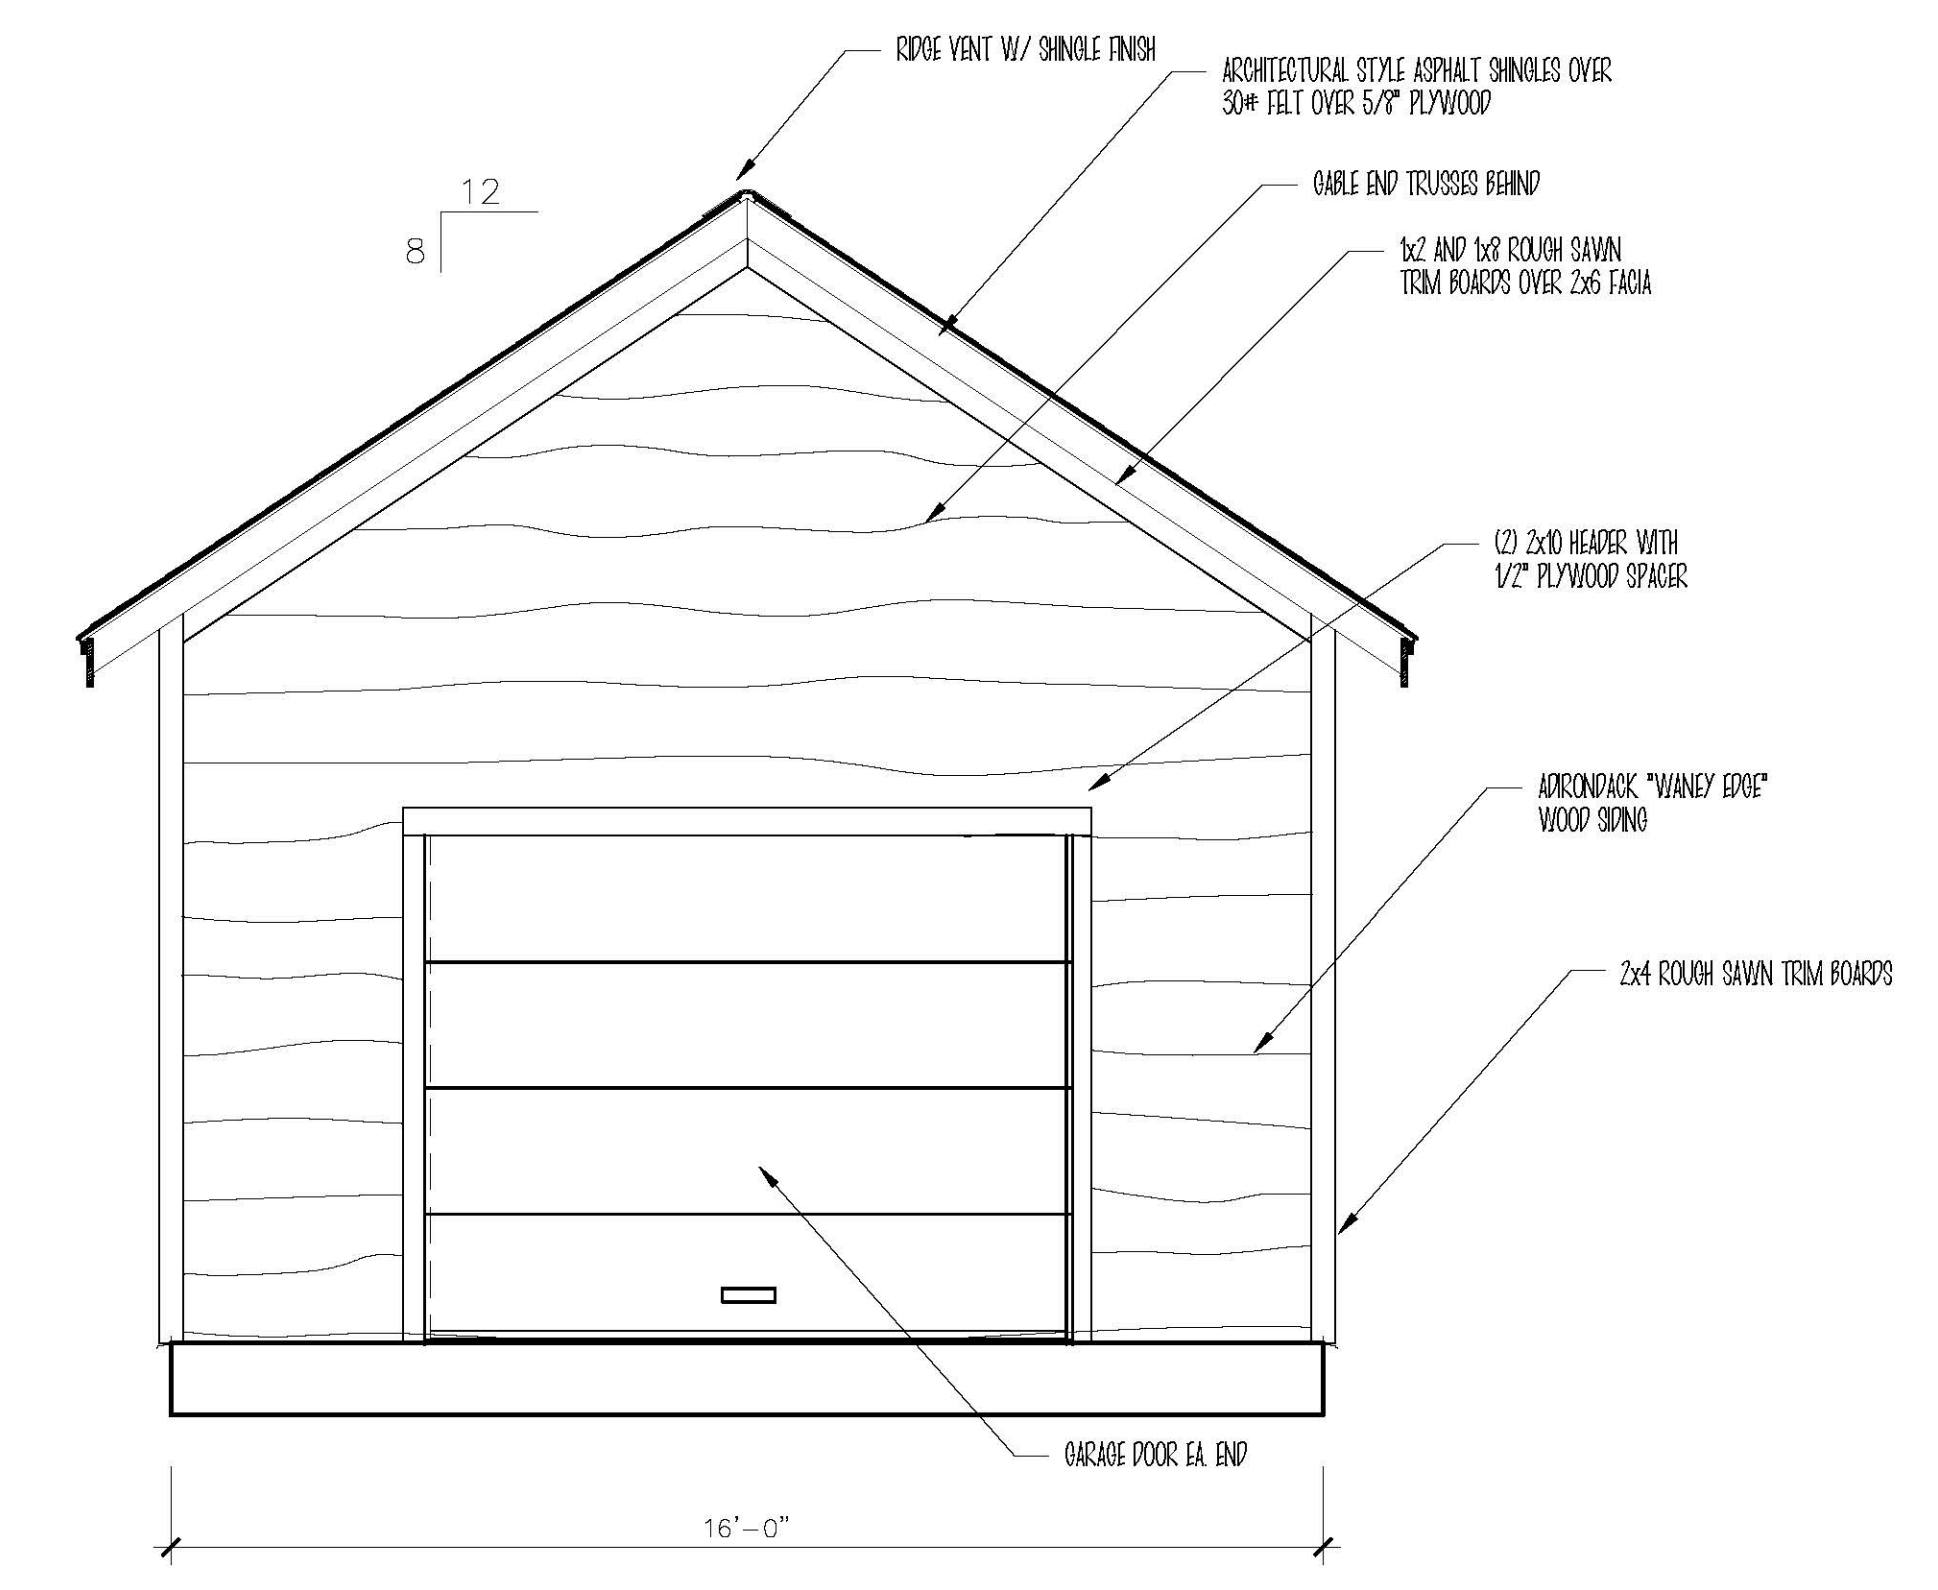 RIDGE VENT W/ SHINGLE FINISH
ARCHITECTURAL STYLE ASPHALT SHINGLES OVER
30# FELT OVER 5/8" PLYWOOD
GABLE END TRUSSES BEHIND
12
8
1x2 AND 1x8 ROUGH SAWN
TRIM BOARDS OVER 2x6 FACIA
(2) 2x10 HEADER WITH
1/2" PLYWOOD SPACER
ADIRONDACK "WANEY EDGE"
WOOD SIDING
2x4 ROUGH SAWN TRIM BOARDS
GARAGE DOOR EA. END
16'-0"